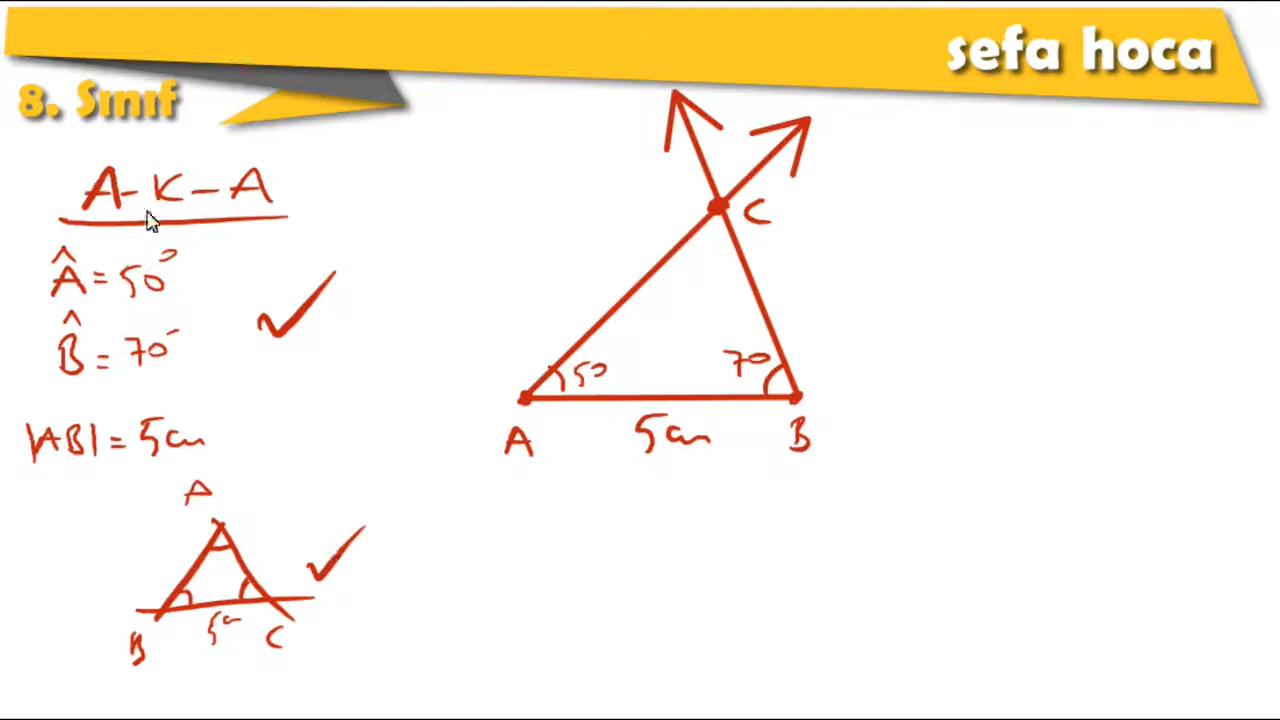 sefa hoca
8. Sınıf
A-K-A
Â = 50°
B̂ = 70°
|AB| = 5cm
A
5cm
B
C
C
50
70
A
5cm
B